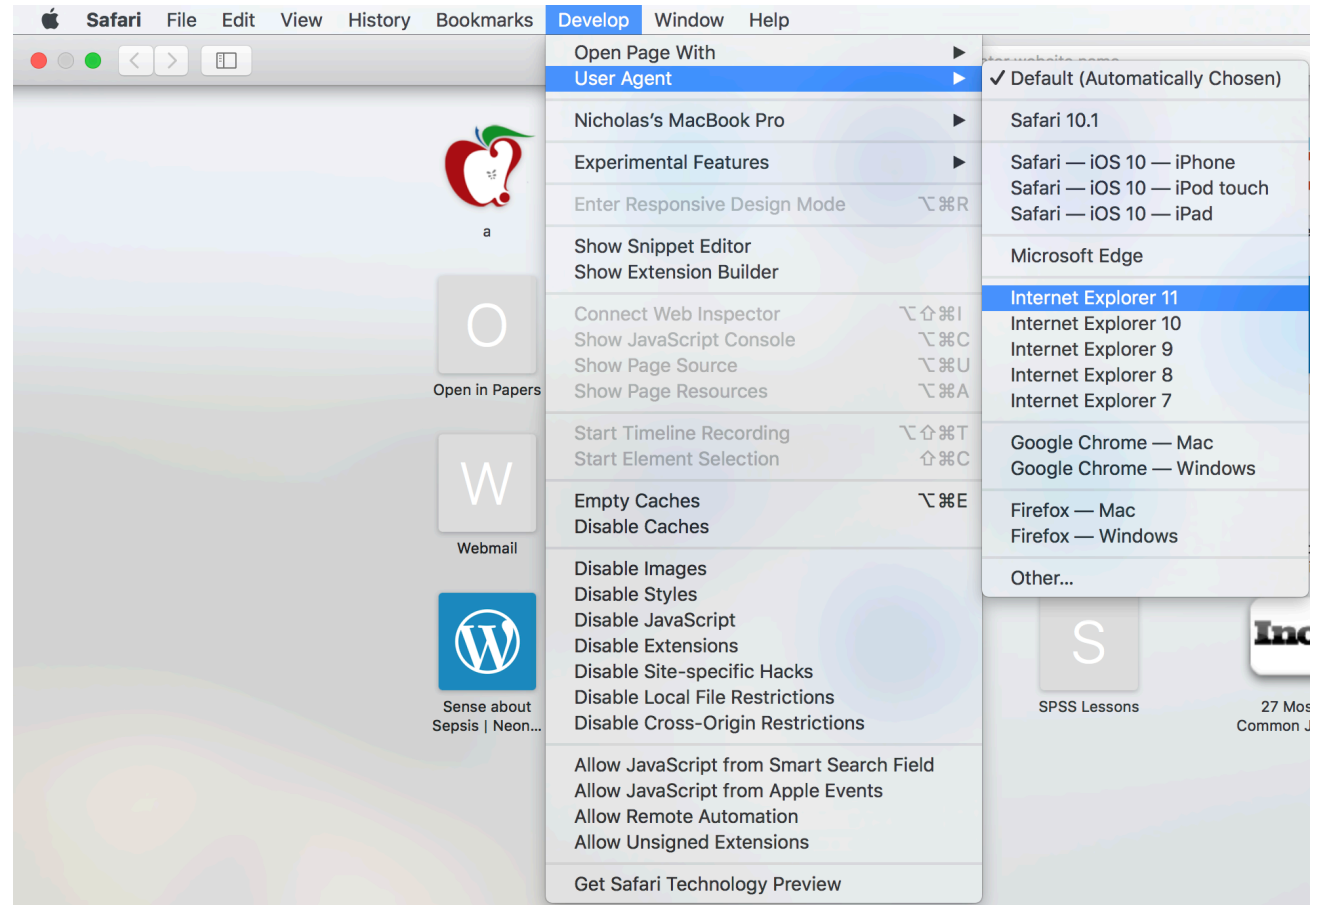 Safari File Edit View History Bookmarks Develop Window Help
Open Page With
User Agent
Nicholas's MacBook Pro
Experimental Features
Enter Responsive Design Mode ⌥⌘R
Show Snippet Editor
Show Extension Builder
Connect Web Inspector ⌥⇧⌘I
Show JavaScript Console ⌥⌘C
Show Page Source ⌥⌘U
Show Page Resources ⌥⌘A
Start Timeline Recording ⌥⇧⌘T
Start Element Selection ⇧⌘C
Empty Caches ⌥⌘E
Disable Caches
Disable Images
Disable Styles
Disable JavaScript
Disable Extensions
Disable Site-specific Hacks
Disable Local File Restrictions
Disable Cross-Origin Restrictions
Allow JavaScript from Smart Search Field
Allow JavaScript from Apple Events
Allow Remote Automation
Allow Unsigned Extensions
Get Safari Technology Preview
✓ Default (Automatically Chosen)
Safari 10.1
Safari — iOS 10 — iPhone
Safari — iOS 10 — iPod touch
Safari — iOS 10 — iPad
Microsoft Edge
Internet Explorer 11
Internet Explorer 10
Internet Explorer 9
Internet Explorer 8
Internet Explorer 7
Google Chrome — Mac
Google Chrome — Windows
Firefox — Mac
Firefox — Windows
Other...
a
O
Open in Papers
W
Webmail
W
Sense about
Sepsis | Neon...
S
SPSS Lessons
Inc
27 Mos
Common J